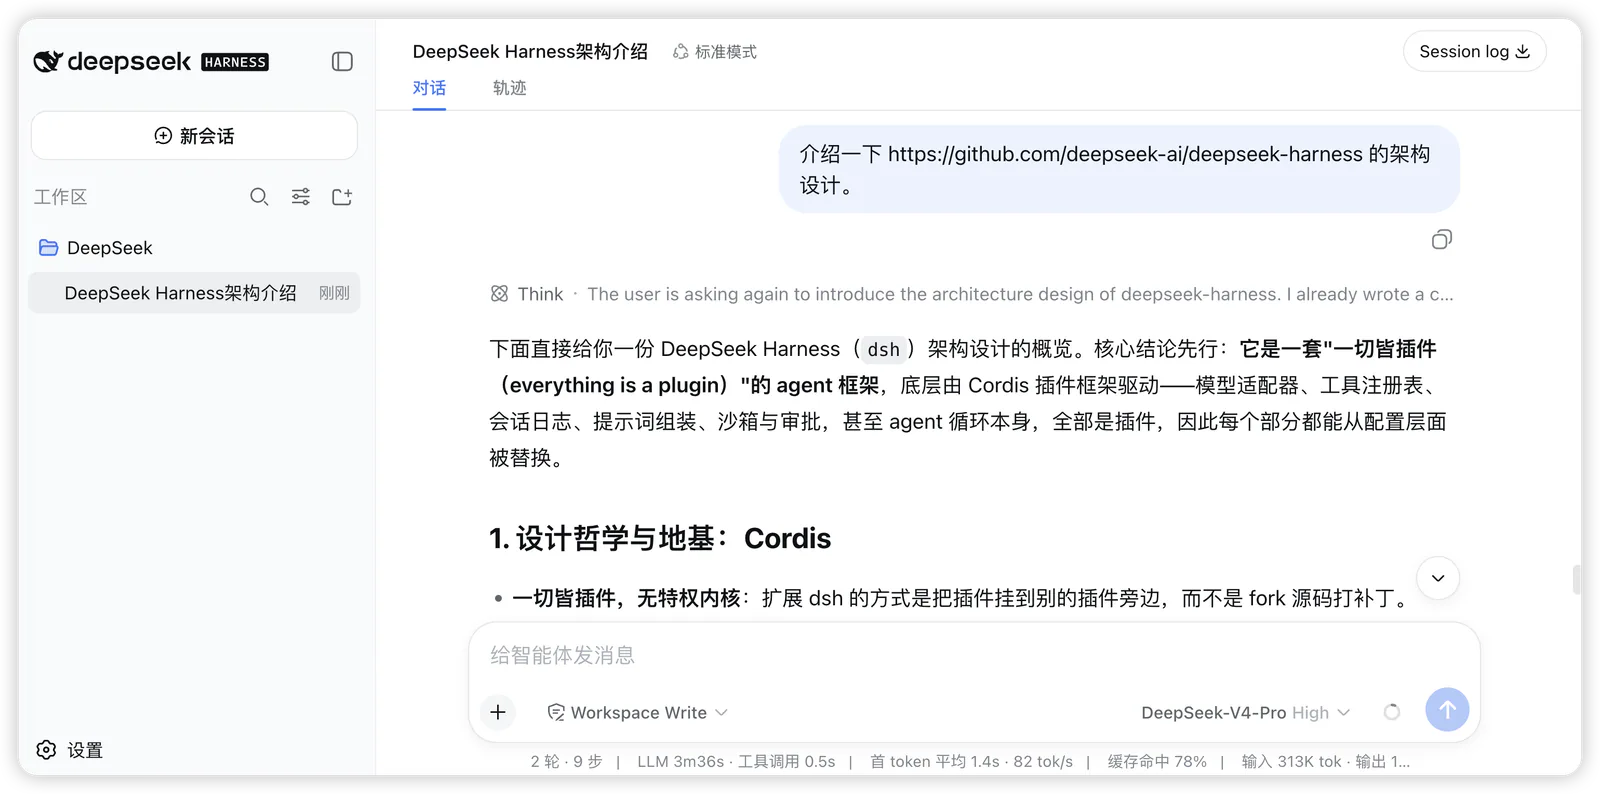 deepseek HARNESS
新会话
工作区
DeepSeek
DeepSeek Harness架构介绍 刚刚
设置
DeepSeek Harness架构介绍 标准模式
Session log
对话 轨迹
介绍一下 https://github.com/deepseek-ai/deepseek-harness 的架构
设计。
Think · The user is asking again to introduce the architecture design of deepseek-harness. I already wrote a c...
下面直接给你一份 DeepSeek Harness（dsh）架构设计的概览。核心结论先行：它是一套"一切皆插件
（everything is a plugin）"的 agent 框架，底层由 Cordis 插件框架驱动——模型适配器、工具注册表、
会话日志、提示词组装、沙箱与审批，甚至 agent 循环本身，全部是插件，因此每个部分都能从配置层面
被替换。
1. 设计哲学与地基：Cordis
• 一切皆插件，无特权内核：扩展 dsh 的方式是把插件挂到别的插件旁边，而不是 fork 源码打补丁。
给智能体发消息
Workspace Write
DeepSeek-V4-Pro High
2 轮 · 9 步 | LLM 3m36s · 工具调用 0.5s | 首 token 平均 1.4s · 82 tok/s | 缓存命中 78% | 输入 313K tok · 输出 1...